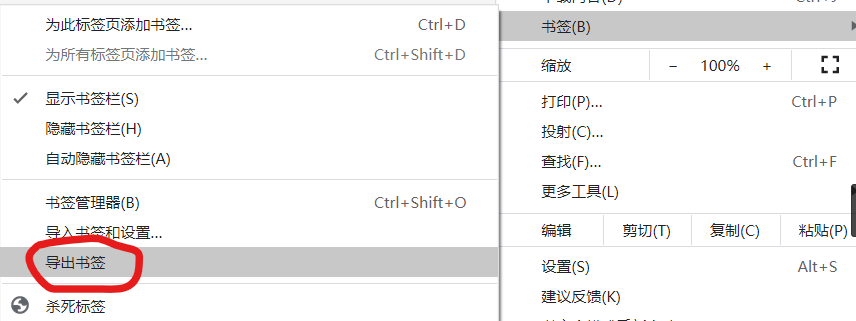 为此标签页添加书签... Ctrl+D
为所有标签页添加书签... Ctrl+Shift+D
显示书签栏(S)
隐藏书签栏(H)
自动隐藏书签栏(A)
书签管理器(B) Ctrl+Shift+O
导入书签和设置...
导出书签
杀死标签
书签(B)
缩放 − 100% +
打印(P)... Ctrl+P
投射(C)...
查找(F)... Ctrl+F
更多工具(L)
编辑 剪切(T) 复制(C) 粘贴(P)
设置(S) Alt+S
建议反馈(K)